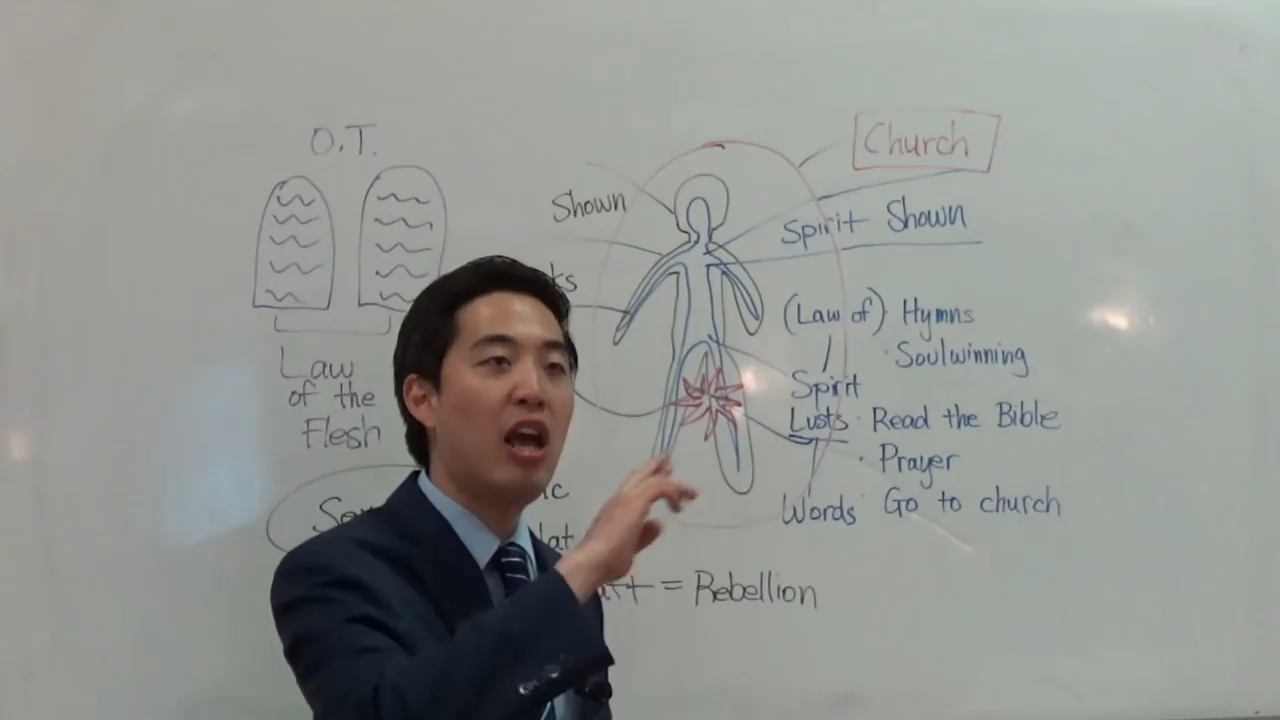 O.T.
Law
of the
Flesh
Shown
Church
Spirit Shown
(Law of) Hymns
· Soulwinning
Spirit
Lusts · Read the Bible
· Prayer
Words · Go to church
= Rebellion